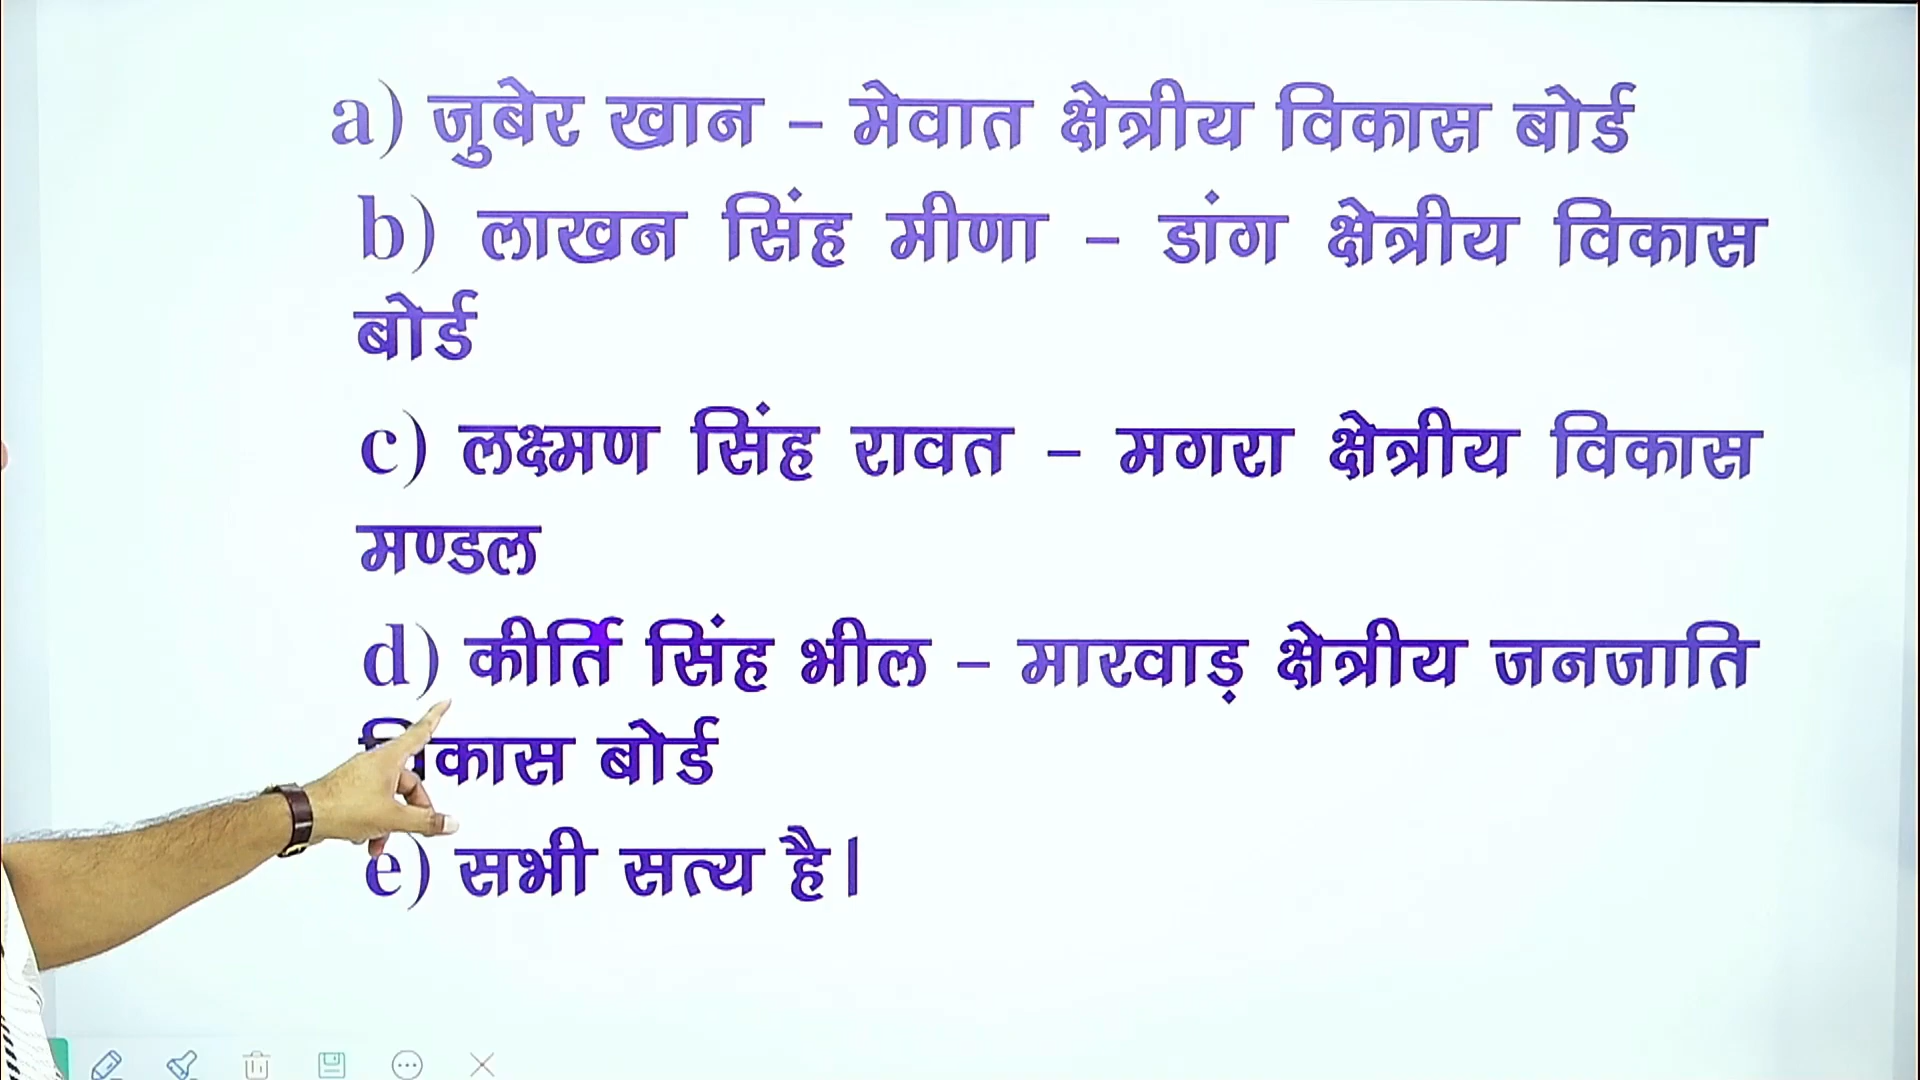 a) जुबेर खान – मेवात क्षेत्रीय विकास बोर्ड
b) लाखन सिंह मीणा – डांग क्षेत्रीय विकास
बोर्ड
c) लक्ष्मण सिंह रावत – मगरा क्षेत्रीय विकास
मण्डल
d) कीर्ति सिंह भील – मारवाड़ क्षेत्रीय जनजाति
विकास बोर्ड
e) सभी सत्य है।